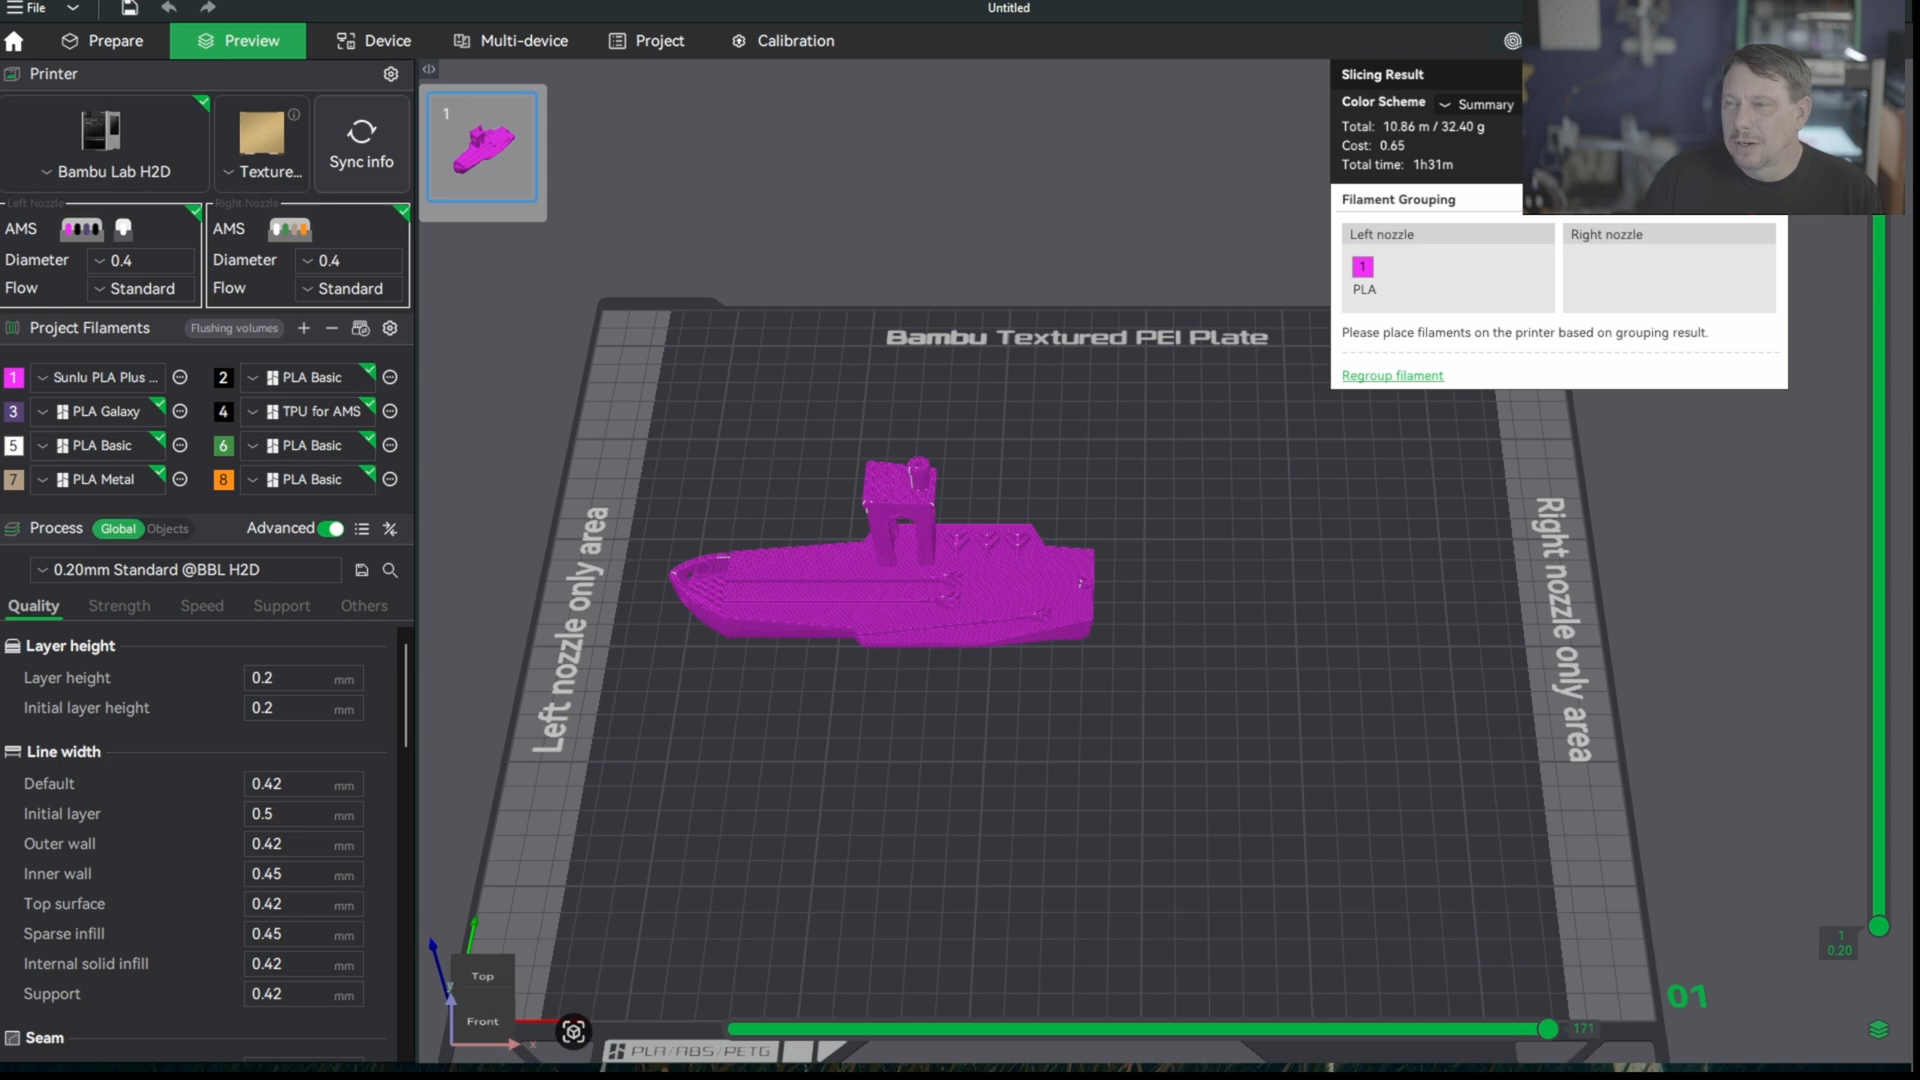 File
Untitled
Prepare
Preview
Device
Multi-device
Project
Calibration
Printer
Bambu Lab H2D
Texture...
Sync info
Left Nozzle
Right Nozzle
AMS
AMS
Diameter
0.4
Diameter
0.4
Flow
Standard
Flow
Standard
Project Filaments
Flushing volumes
1
Sunlu PLA Plus ...
2
PLA Basic
3
PLA Galaxy
4
TPU for AMS
5
PLA Basic
6
PLA Basic
7
PLA Metal
8
PLA Basic
Process
Global
Objects
Advanced
0.20mm Standard @BBL H2D
Quality
Strength
Speed
Support
Others
Layer height
Layer height
0.2
mm
Initial layer height
0.2
mm
Line width
Default
0.42
mm
Initial layer
0.5
mm
Outer wall
0.42
mm
Inner wall
0.45
mm
Top surface
0.42
mm
Sparse infill
0.45
mm
Internal solid infill
0.42
mm
Support
0.42
mm
Seam
1
Slicing Result
Color Scheme
Summary
Total: 10.86 m / 32.40 g
Cost: 0.65
Total time: 1h31m
Filament Grouping
Left nozzle
Right nozzle
1
PLA
Please place filaments on the printer based on grouping result.
Regroup filament
Bambu Textured PEI Plate
Left nozzle only area
Right nozzle only area
1
0.20
01
171
Top
Front
y
x
PLA/ABS/PETG